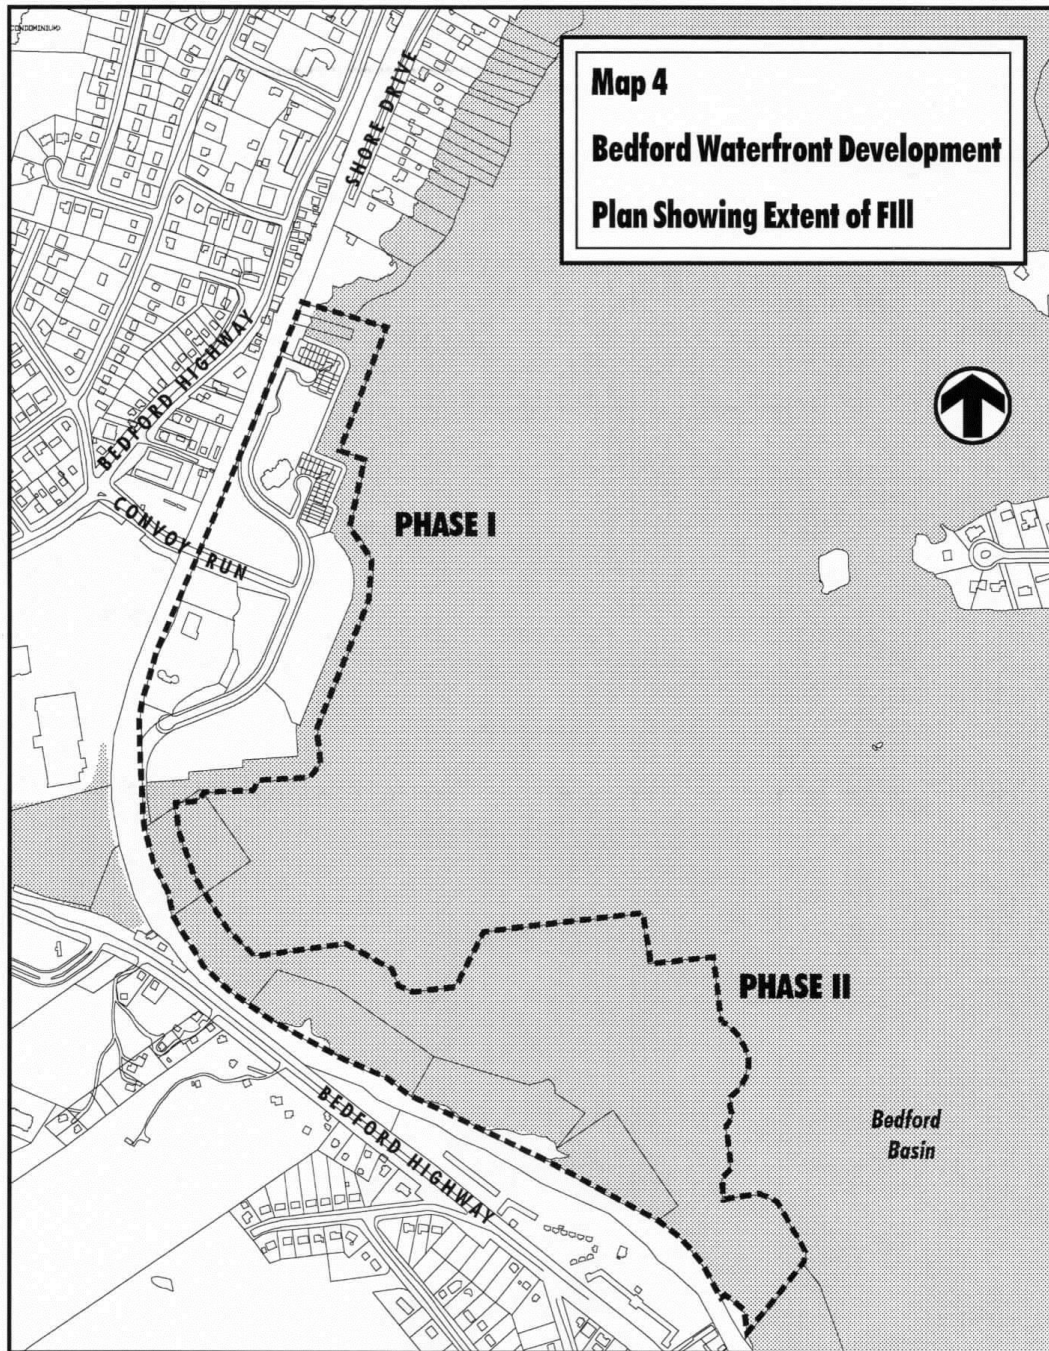 CONDOMINIUM
Map 4
Bedford Waterfront Development
Plan Showing Extent of FIll
SHORE DRIVE
BEDFORD HIGHWAY
CONVOY RUN
PHASE I
PHASE II
Bedford
Basin
BEDFORD HIGHWAY